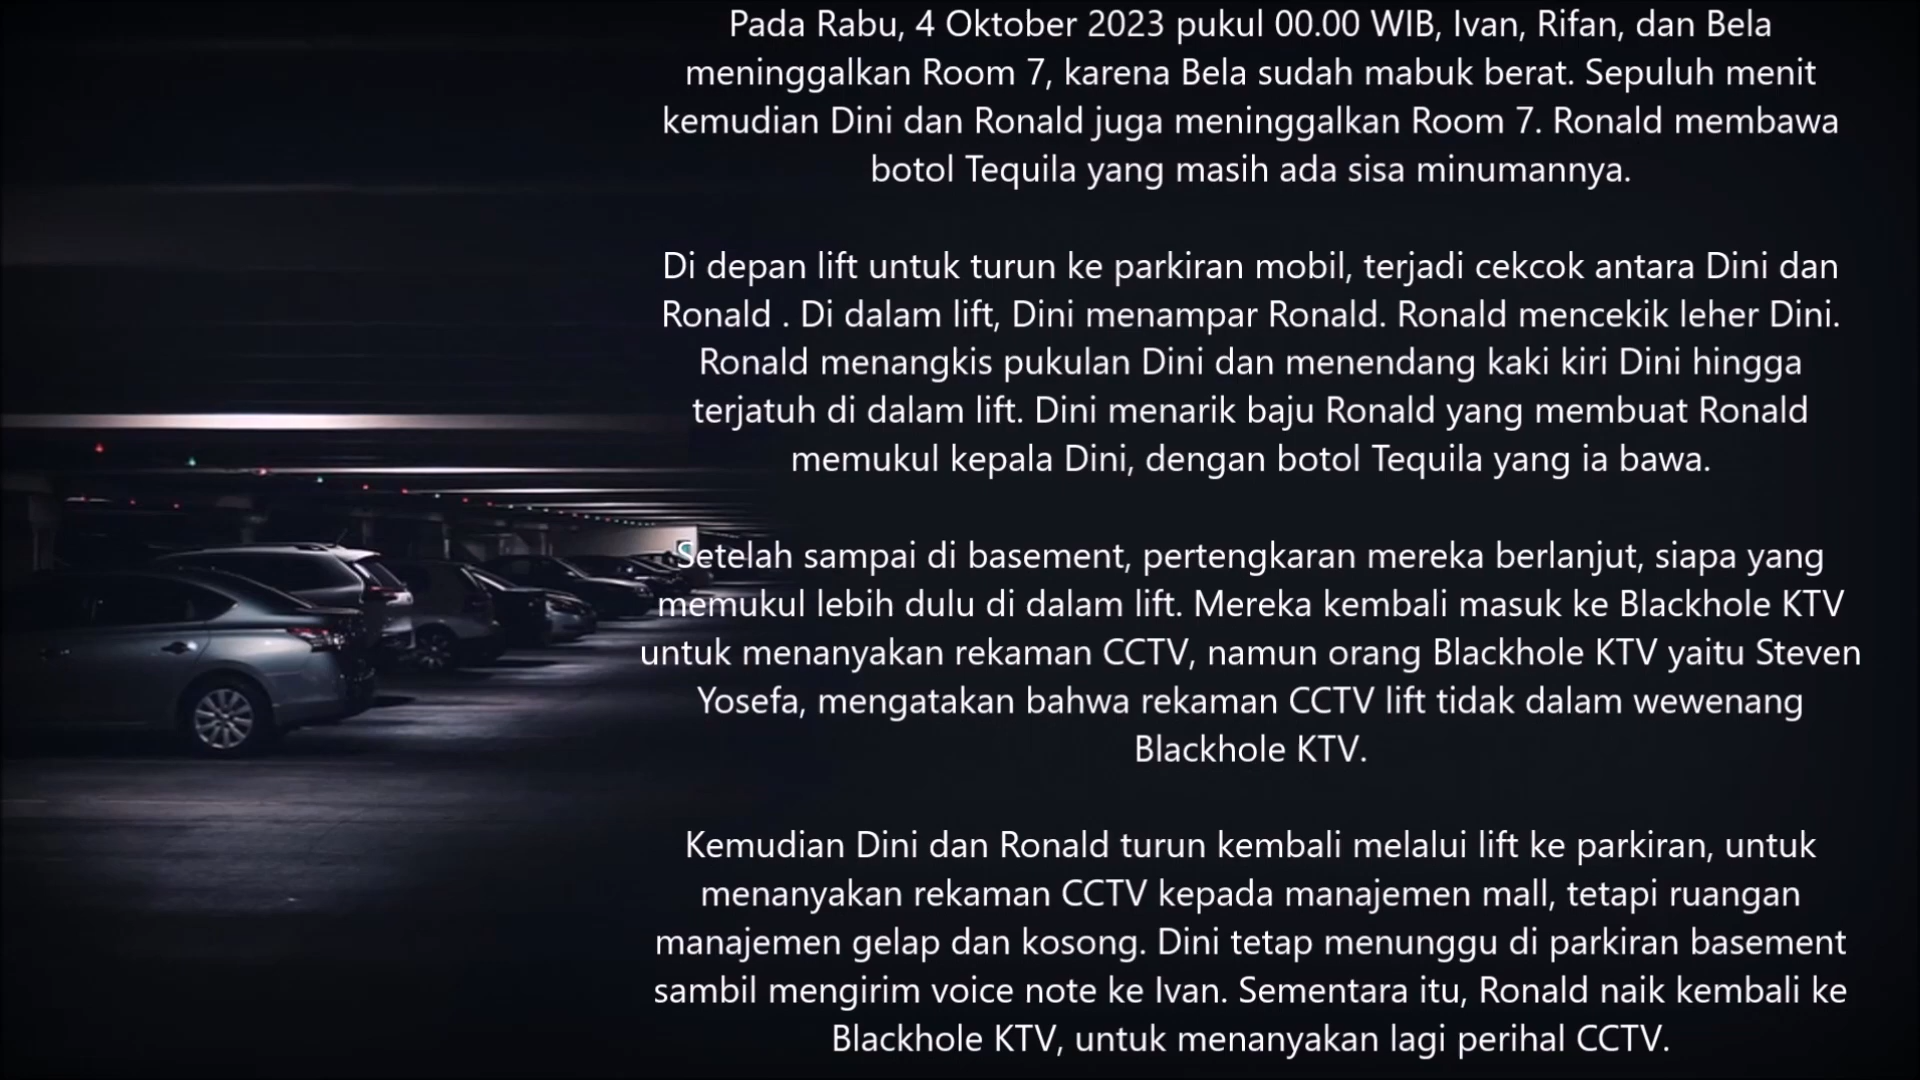 Pada Rabu, 4 Oktober 2023 pukul 00.00 WIB, Ivan, Rifan, dan Bela
meninggalkan Room 7, karena Bela sudah mabuk berat. Sepuluh menit
kemudian Dini dan Ronald juga meninggalkan Room 7. Ronald membawa
botol Tequila yang masih ada sisa minumannya.
Di depan lift untuk turun ke parkiran mobil, terjadi cekcok antara Dini dan
Ronald . Di dalam lift, Dini menampar Ronald. Ronald mencekik leher Dini.
Ronald menangkis pukulan Dini dan menendang kaki kiri Dini hingga
terjatuh di dalam lift. Dini menarik baju Ronald yang membuat Ronald
memukul kepala Dini, dengan botol Tequila yang ia bawa.
Setelah sampai di basement, pertengkaran mereka berlanjut, siapa yang
memukul lebih dulu di dalam lift. Mereka kembali masuk ke Blackhole KTV
untuk menanyakan rekaman CCTV, namun orang Blackhole KTV yaitu Steven
Yosefa, mengatakan bahwa rekaman CCTV lift tidak dalam wewenang
Blackhole KTV.
Kemudian Dini dan Ronald turun kembali melalui lift ke parkiran, untuk
menanyakan rekaman CCTV kepada manajemen mall, tetapi ruangan
manajemen gelap dan kosong. Dini tetap menunggu di parkiran basement
sambil mengirim voice note ke Ivan. Sementara itu, Ronald naik kembali ke
Blackhole KTV, untuk menanyakan lagi perihal CCTV.